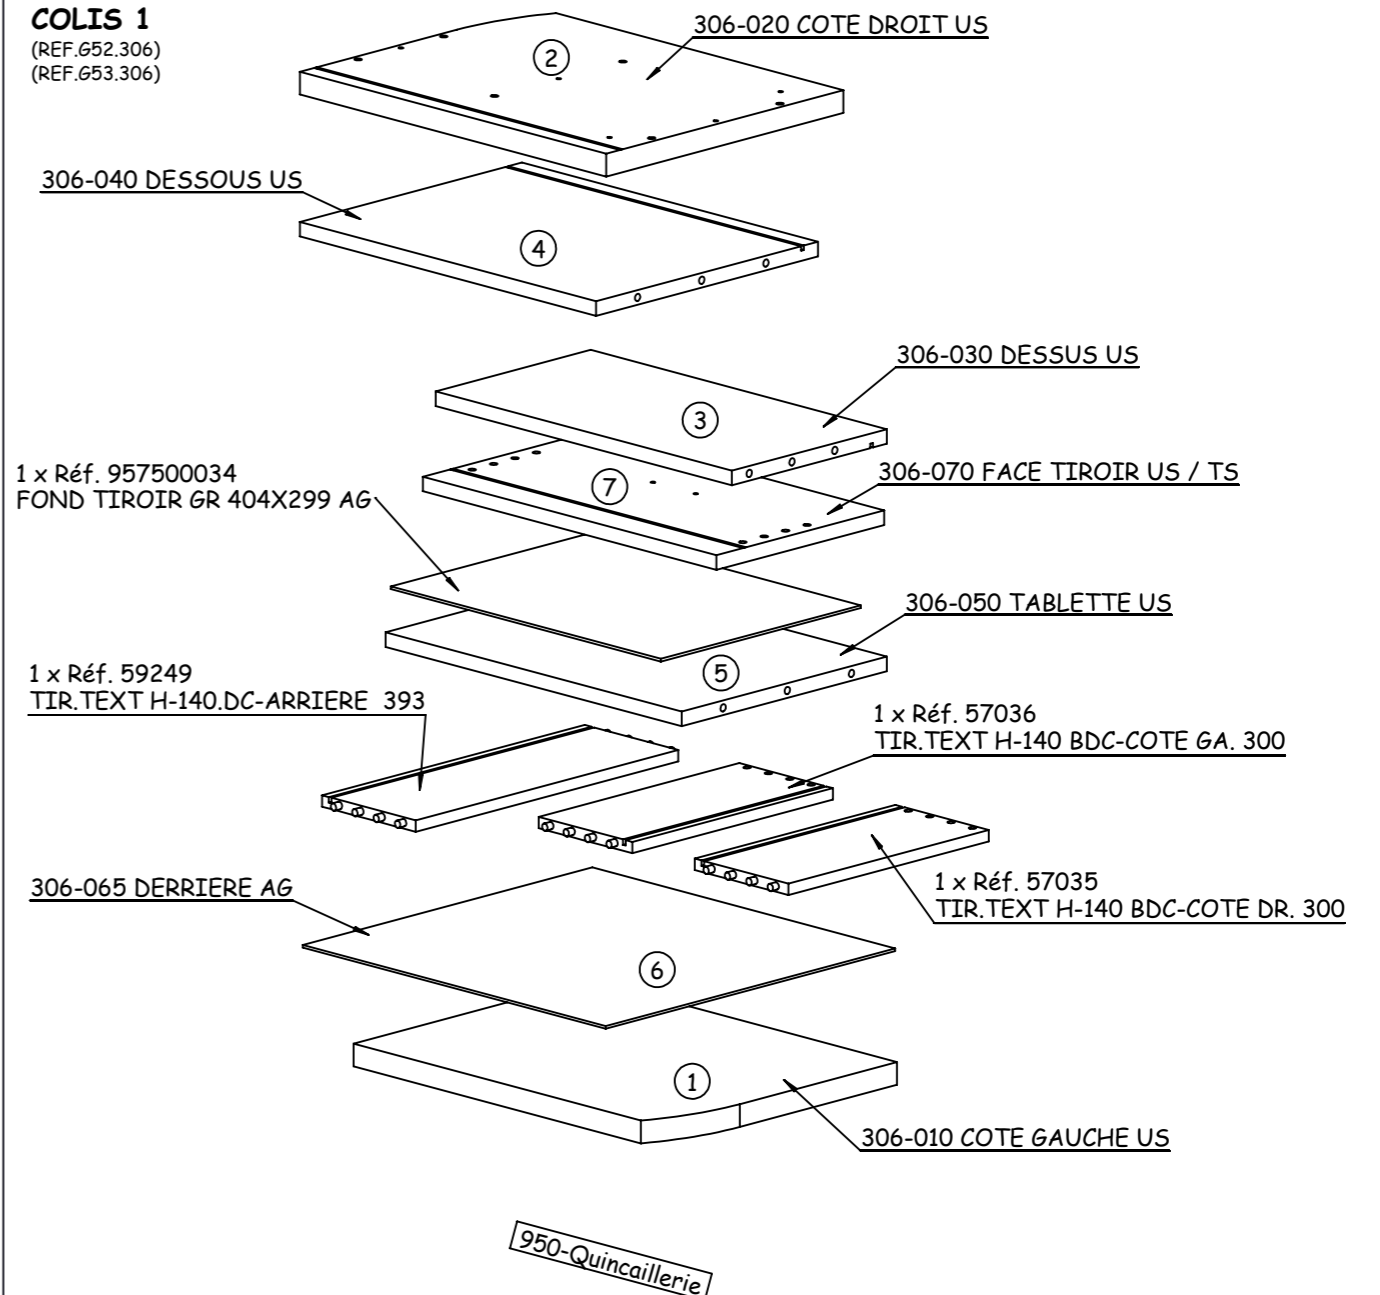 COLIS 1
(REF.G52.306)
(REF.G53.306)
306-020 COTE DROIT US
2
306-040 DESSOUS US
4
306-030 DESSUS US
3
1 x Réf. 957500034
FOND TIROIR GR 404X299 AG
7
306-070 FACE TIROIR US / TS
306-050 TABLETTE US
5
1 x Réf. 59249
TIR.TEXT H-140.DC-ARRIERE 393
1 x Réf. 57036
TIR.TEXT H-140 BDC-COTE GA. 300
306-065 DERRIERE AG
1 x Réf. 57035
TIR.TEXT H-140 BDC-COTE DR. 300
6
1
306-010 COTE GAUCHE US
950-Quincaillerie